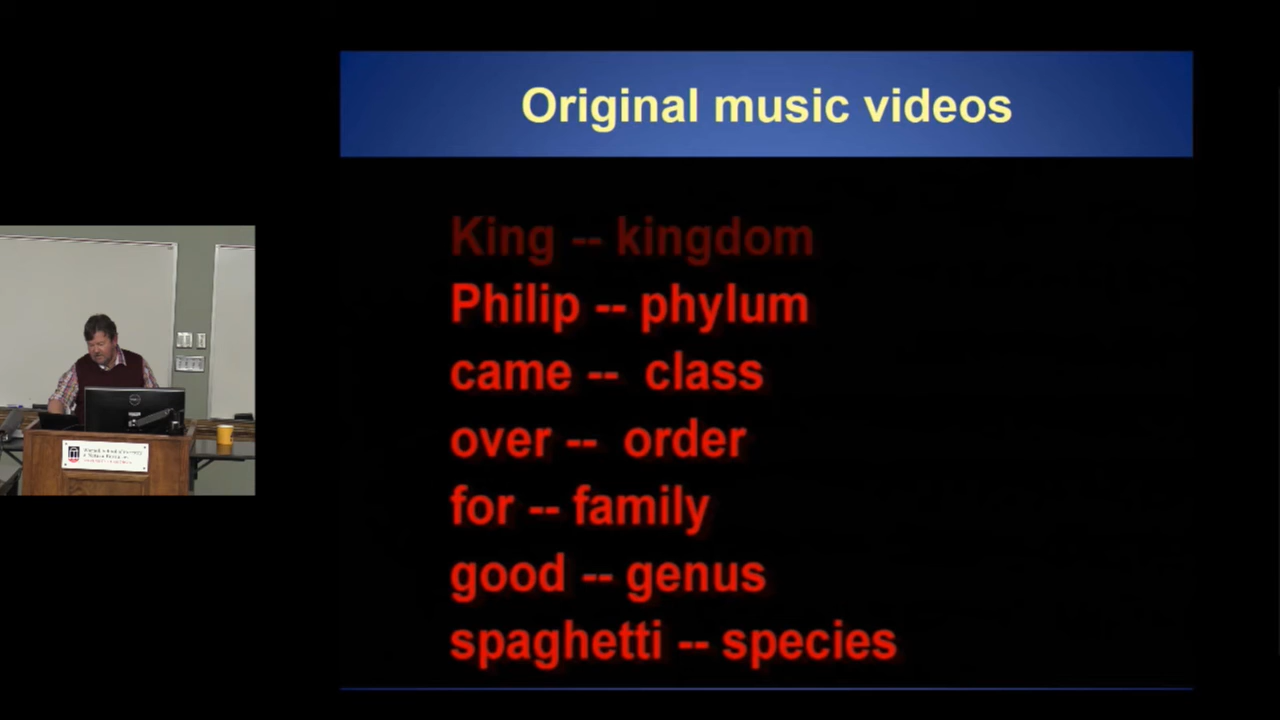 Original music videos
King -- kingdom
Philip -- phylum
came -- class
over -- order
for -- family
good -- genus
spaghetti -- species